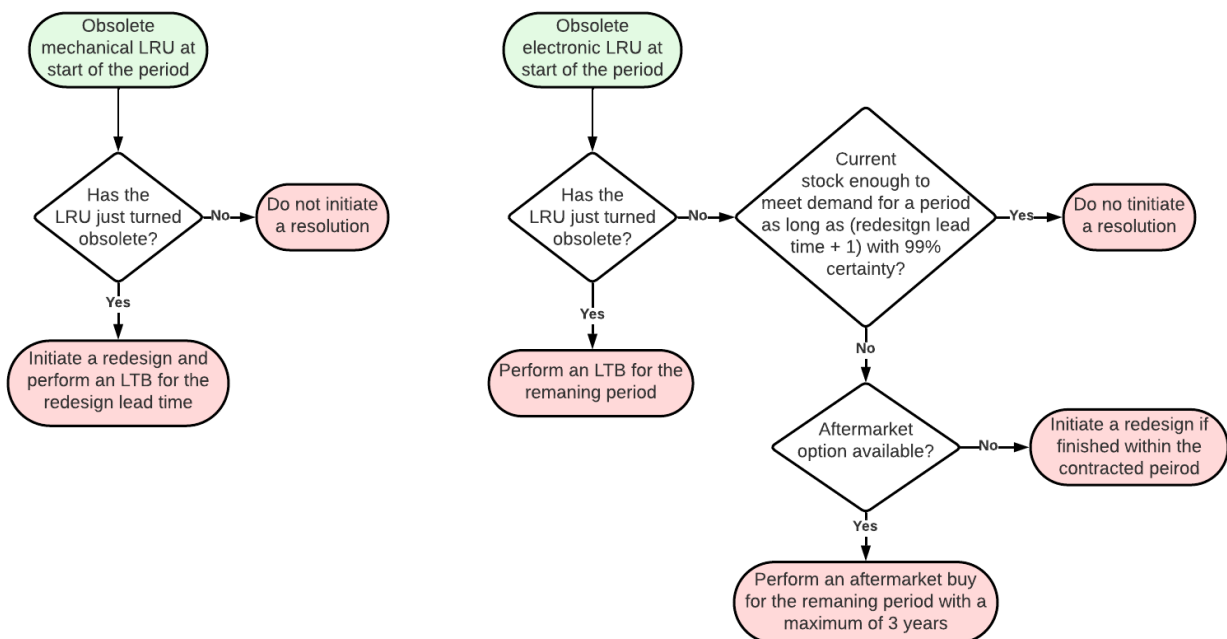 Obsolete
mechanical LRU at
start of the period
Has the
LRU just turned
obsolete?
No
Do not initiate
a resolution
Yes
Initiate a redesign and
perform an LTB for the
redesign lead time
Obsolete
electronic LRU at
start of the period
Has the
LRU just turned
obsolete?
No
Yes
Perform an LTB for the
remaning period
Current
stock enough to
meet demand for a period
as long as (redesitgn lead
time + 1) with 99%
certainty?
Yes
Do no tinitiate
a resolution
No
Aftermarket
option available?
No
Initiate a redesign if
finished within the
contracted peirod
Yes
Perform an aftermarket buy
for the remaning period with a
maximum of 3 years